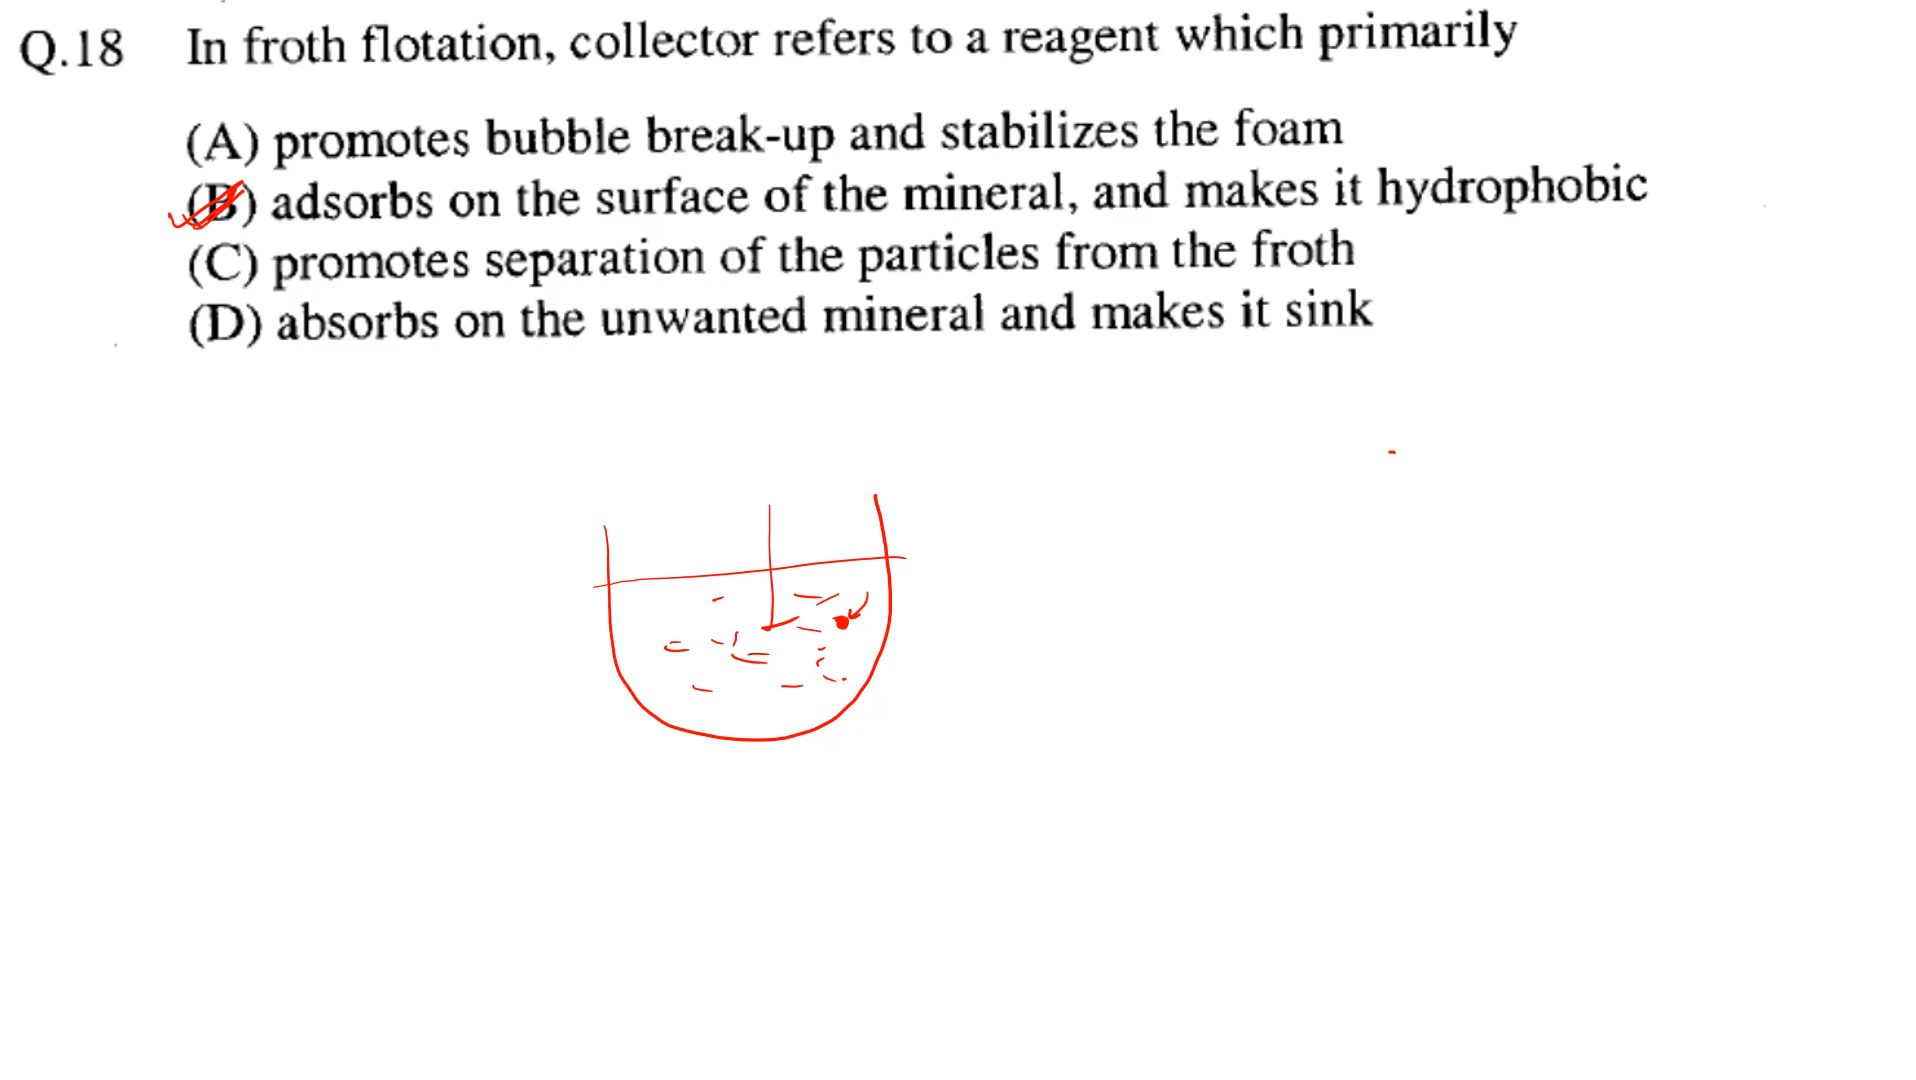 Q.18 In froth flotation, collector refers to a reagent which primarily
(A) promotes bubble break-up and stabilizes the foam
(B) adsorbs on the surface of the mineral, and makes it hydrophobic
(C) promotes separation of the particles from the froth
(D) absorbs on the unwanted mineral and makes it sink